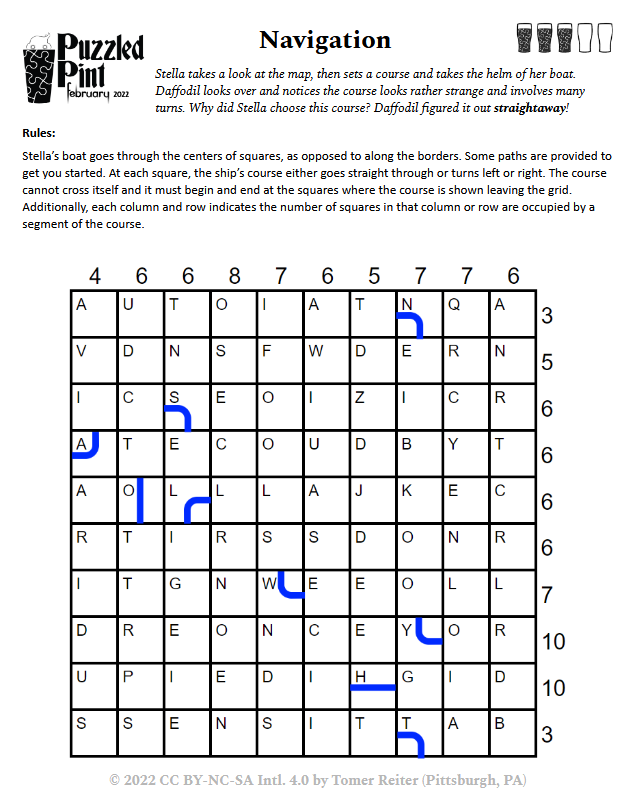 Puzzled
Pint
february 2022
Navigation
Stella takes a look at the map, then sets a course and takes the helm of her boat.
Daffodil looks over and notices the course looks rather strange and involves many
turns. Why did Stella choose this course? Daffodil figured it out straightaway!
Rules:
Stella's boat goes through the centers of squares, as opposed to along the borders. Some paths are provided to
get you started. At each square, the ship's course either goes straight through or turns left or right. The course
cannot cross itself and it must begin and end at the squares where the course is shown leaving the grid.
Additionally, each column and row indicates the number of squares in that column or row are occupied by a
segment of the course.
4 6 6 8 7 6 5 7 7 6
A U T O I A T N Q A 3
V D N S F W D E R N 5
I C S E O I Z I C R 6
A T E C O U D B Y T 6
A O L L L A J K E C 6
R T I R S S D O N R 6
I T G N W E E O L L 7
D R E O N C E Y O R 10
U P I E D I H G I D 10
S S E N S I T T A B 3
© 2022 CC BY-NC-SA Intl. 4.0 by Tomer Reiter (Pittsburgh, PA)